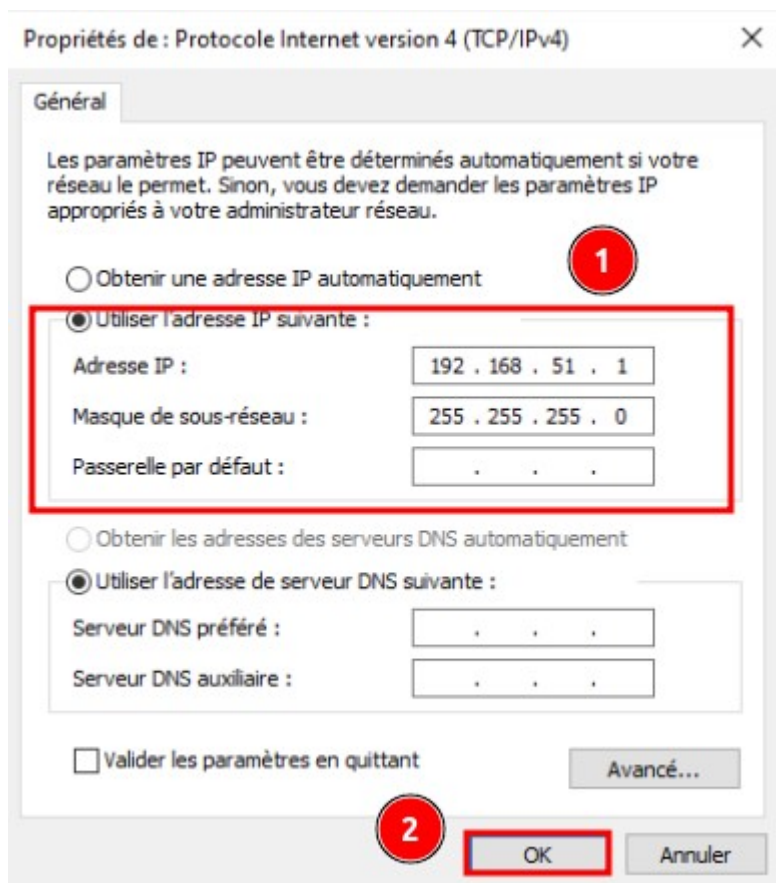 Propriétés de : Protocole Internet version 4 (TCP/IPv4)
Général
Les paramètres IP peuvent être déterminés automatiquement si votre
réseau le permet. Sinon, vous devez demander les paramètres IP
appropriés à votre administrateur réseau.
1
Obtenir une adresse IP automatiquement
Utiliser l'adresse IP suivante :
Adresse IP : 192 . 168 . 51 . 1
Masque de sous-réseau : 255 . 255 . 255 . 0
Passerelle par défaut : . . .
Obtenir les adresses des serveurs DNS automatiquement
Utiliser l'adresse de serveur DNS suivante :
Serveur DNS préféré : . . .
Serveur DNS auxiliaire : . . .
Valider les paramètres en quittant
Avancé...
2
OK Annuler